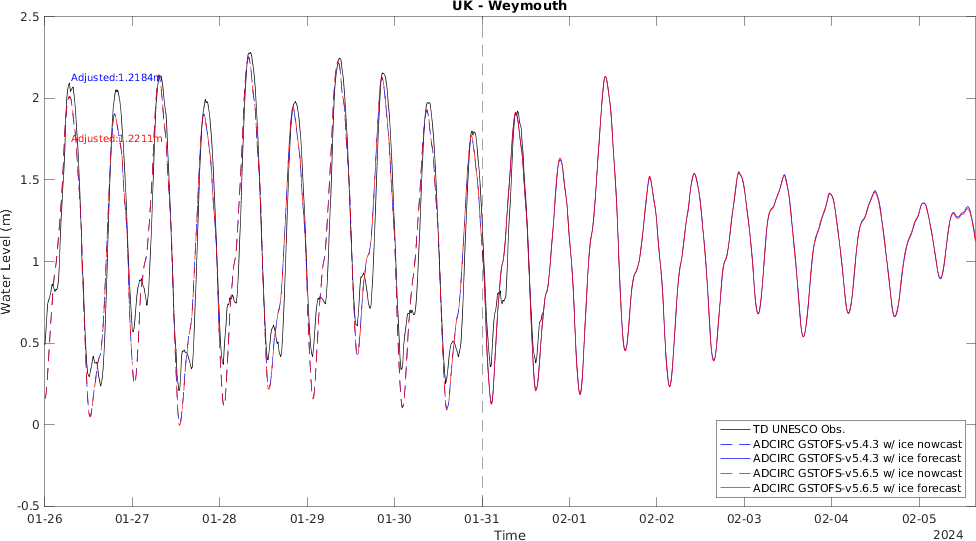 UK - Weymouth
2.5
2
1.5
1
0.5
0
-0.5
Water Level (m)
Adjusted:1.2184m
Adjusted:1.2211m
TD UNESCO Obs.
ADCIRC GSTOFS-v5.4.3 w/ ice nowcast
ADCIRC GSTOFS-v5.4.3 w/ ice forecast
ADCIRC GSTOFS-v5.6.5 w/ ice nowcast
ADCIRC GSTOFS-v5.6.5 w/ ice forecast
01-26 01-27 01-28 01-29 01-30 01-31 02-01 02-02 02-03 02-04 02-05
Time
2024